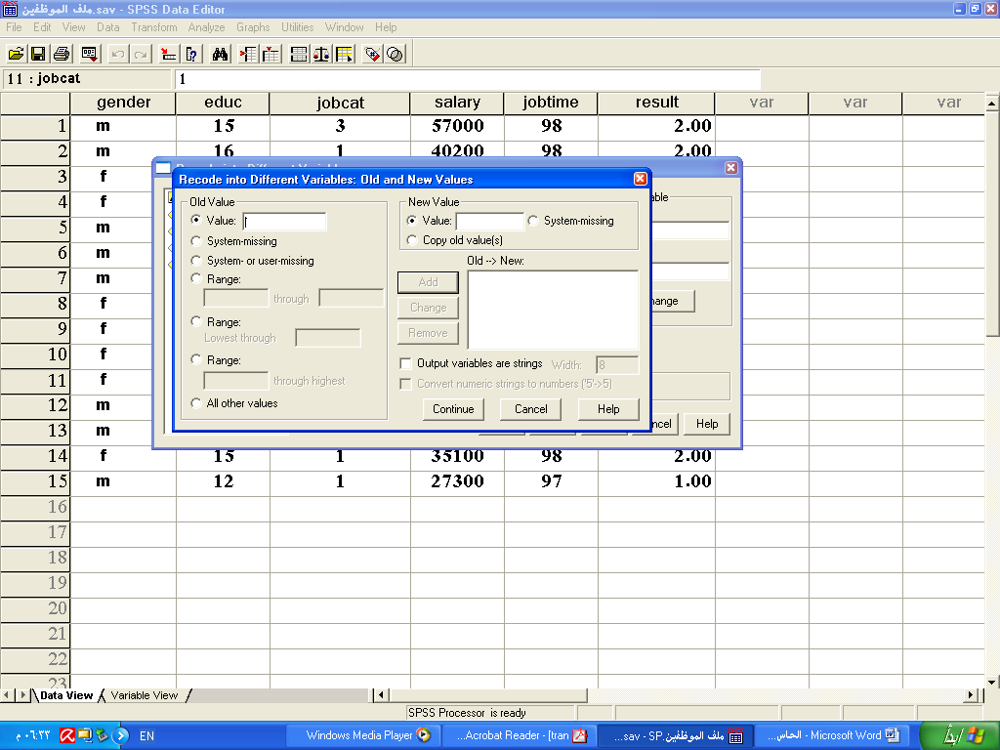 ملف الموظفين.sav - SPSS Data Editor
File Edit View Data Transform Analyze Graphs Utilities Window Help
11 : jobcat 1
gender educ jobcat salary jobtime result var var var
1 m 15 3 57000 98 2.00
2 m 16 1 40200 98 2.00
3 f
4 f
5 m
6 m
7 m
8 f
9 f
10 f
11 f
12 m
13 m
14 f 15 1 35100 98 2.00
15 m 12 1 27300 97 1.00
16
17
18
19
20
21
22
23
Recode into Different Variables: Old and New Values
Old Value
Value:
System-missing
System- or user-missing
Range:
through
Range:
Lowest through
Range:
through highest
All other values
New Value
Value: System-missing
Copy old value(s)
Old --> New:
Add
Change
Remove
Output variables are strings Width: 8
Convert numeric strings to numbers ('5'->5)
Continue Cancel Help
able
hange
ncel Help
Data View Variable View
SPSS Processor is ready
٠٦:٣٣ م EN Windows Media Player ...Acrobat Reader - [tran ...sav - SP.ملف الموظفين ...الحاس - Microsoft Word ابدأ